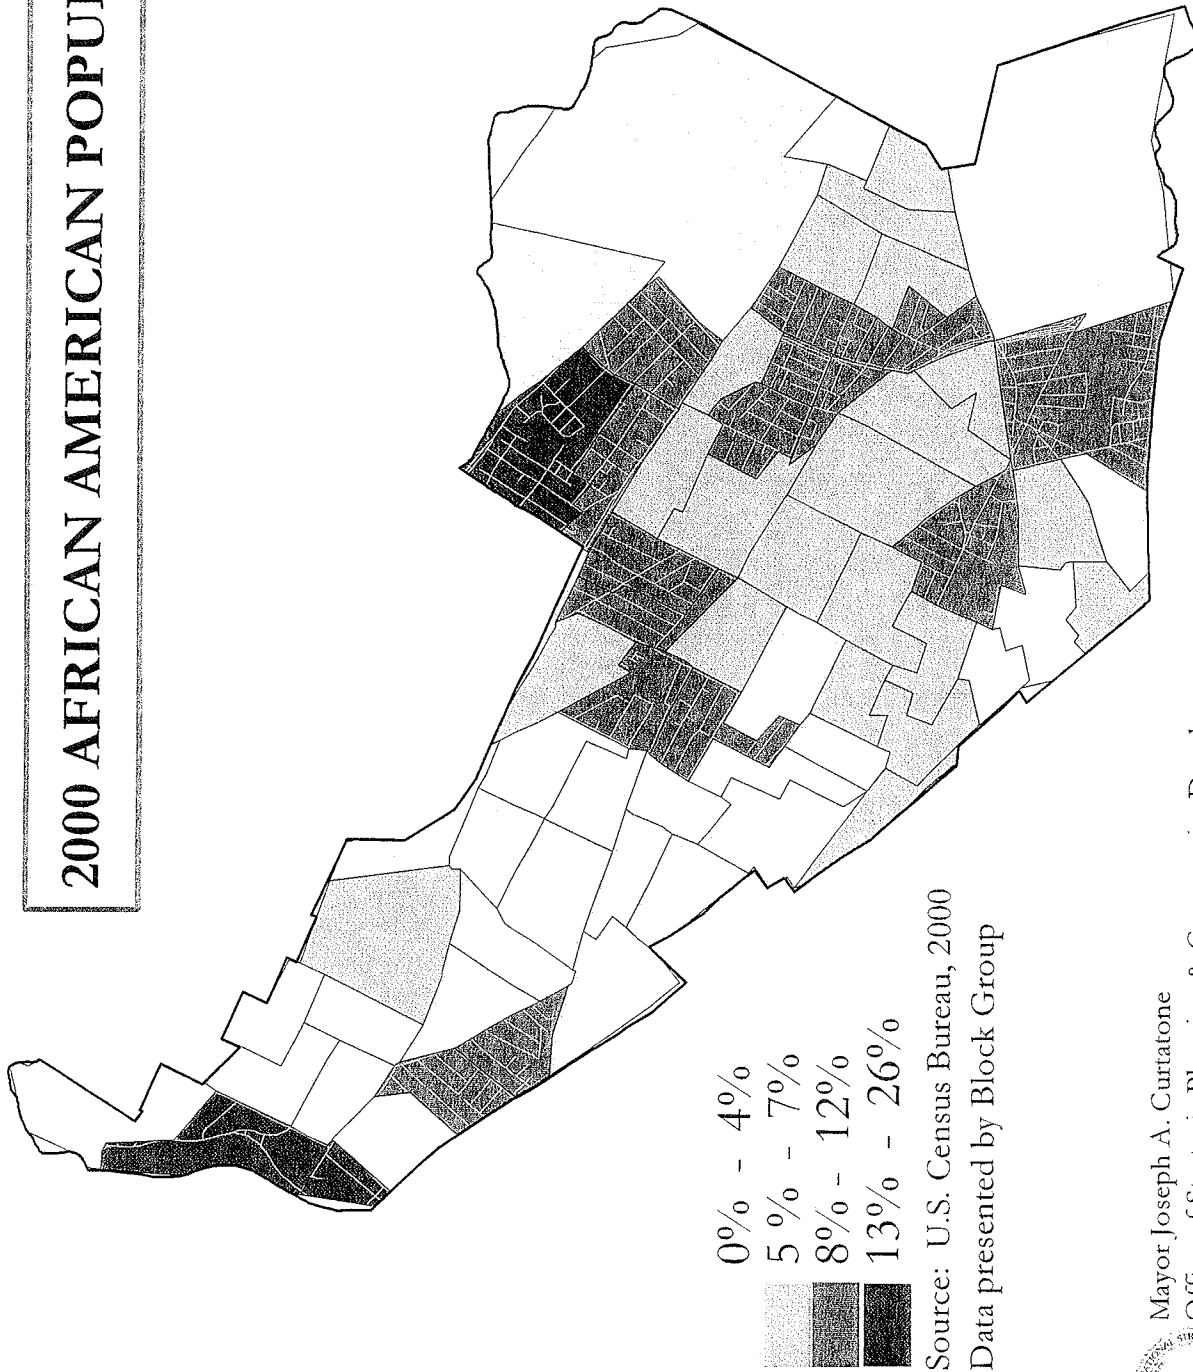 2000 AFRICAN AMERICAN
0% - 4%
5 % - 7%
8% - 12%
13% - 26%
Source: U.S. Census Bureau, 2000
Data presented by Block Group
Mayor Joseph A. Curtatone